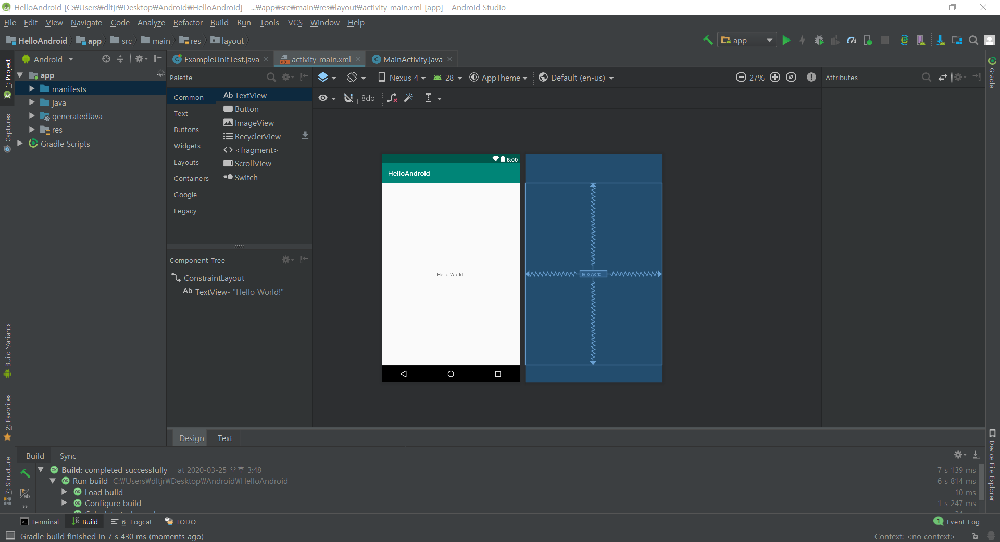 HelloAndroid [C:₩Users₩dltjr₩Desktop₩Android₩HelloAndroid] - ...₩app₩src₩main₩res₩layout₩activity_main.xml [app] - Android Studio
File Edit View Navigate Code Analyze Refactor Build Run Tools VCS Window Help
HelloAndroid app src main res layout
app
Android
ExampleUnitTest.java activity_main.xml MainActivity.java
1: Project
Captures
Build Variants
2: Favorites
7: Structure
app
manifests
java
generatedJava
res
Gradle Scripts
Palette
Common
Text
Buttons
Widgets
Layouts
Containers
Google
Legacy
Ab TextView
Button
ImageView
RecyclerView
<fragment>
ScrollView
Switch
Component Tree
ConstraintLayout
Ab TextView- "Hello World!"
Nexus 4 28 AppTheme Default (en-us) 27%
8dp
8:00
HelloAndroid
Hello World!
Hello World!
Attributes
Gradle
Device File Explorer
Design Text
Build Sync
Build: completed successfully at 2020-03-25 오후 3:48 7 s 139 ms
Run build C:₩Users₩dltjr₩Desktop₩Android₩HelloAndroid 6 s 814 ms
Load build 10 ms
Configure build 1 s 247 ms
Terminal Build 6: Logcat TODO 1 Event Log
Gradle build finished in 7 s 430 ms (moments ago) Context: <no context>